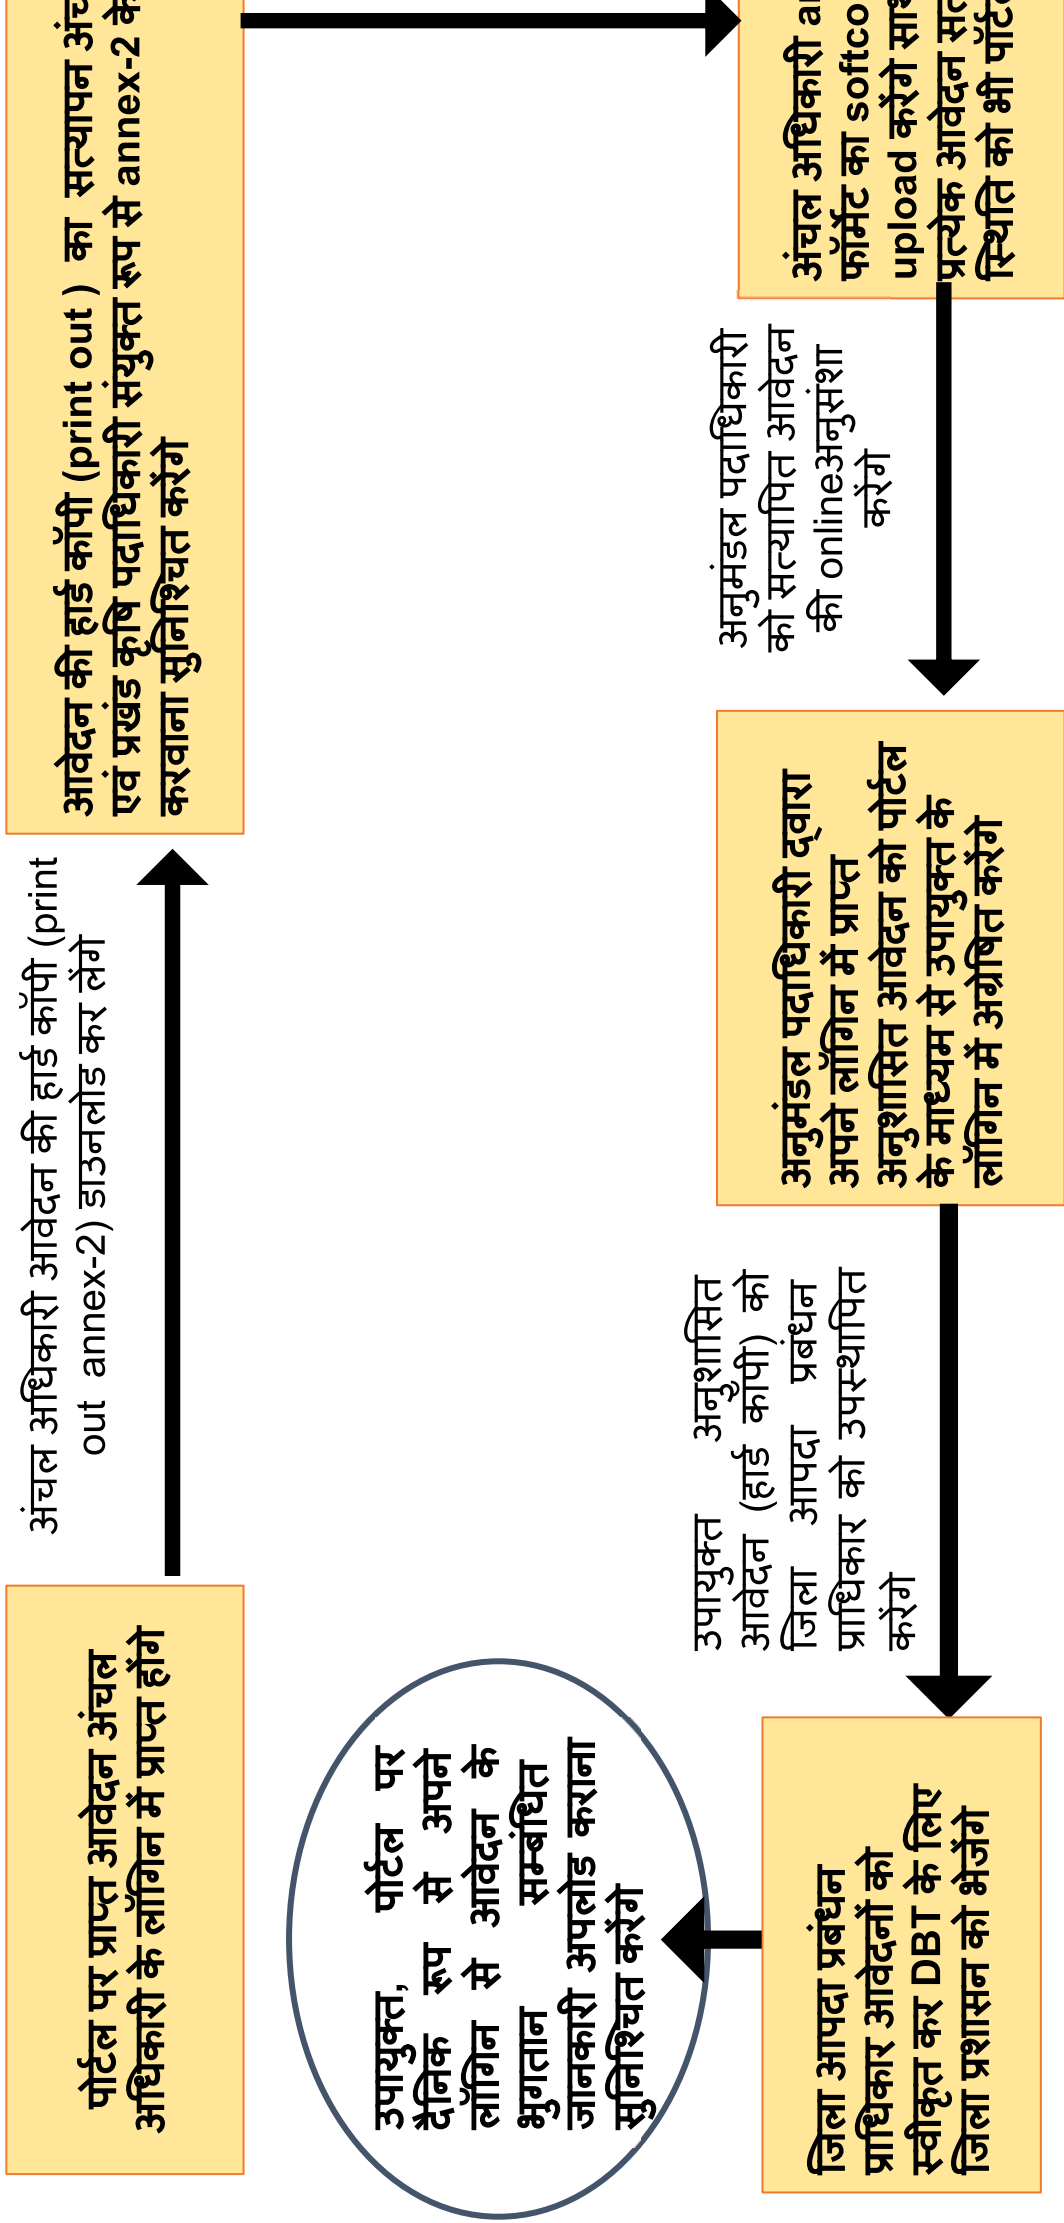 पोर्टल पर प्राप्त आवेदन अंचल
अधिकारी के लॉगिन में प्राप्त होंगे
अंचल अधिकारी आवेदन की हार्ड कॉपी (print
out annex-2) डाउनलोड कर लेंगे
आवेदन की हार्ड कॉपी (print out ) का सत्यापन
एवं प्रखंड कृषि पदाधिकारी संयुक्त रूप से annex-2 के
करवाना सुनिश्चित करेंगे
अंचल अधिकारी
फॉर्मेट का
upload करेंगे
प्रत्येक आवेदन
स्थिति को भी
अनुमंडल पदाधिकारी
को सत्यापित आवेदन
की onlineअनुसंशा
करेंगे
अनुमंडल पदाधिकारी द्वारा
अपने लॉगिन में प्राप्त
अनुशासित आवेदन को पोर्टल
के माध्यम से उपायुक्त के
लॉगिन में अग्रेषित करेंगे
उपायुक्त अनुशासित
आवेदन (हार्ड कॉपी) को
जिला आपदा प्रबंधन
प्राधिकार को उपस्थापित
करेंगे
जिला आपदा प्रबंधन
प्राधिकार आवेदनों को
स्वीकृत कर DBT के लिए
जिला प्रशासन को भेजेंगे
उपायुक्त, पोर्टल पर
दैनिक रूप से अपने
लॉगिन से आवेदन के
भुगतान सम्बंधित
जानकारी अपलोड कराना
सुनिश्चित करेंगे